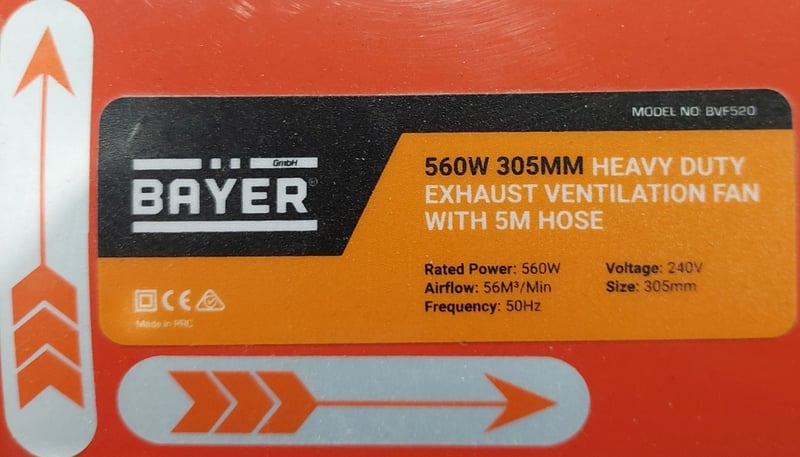 MODEL NO: BVF520
GmbH
BÄYER®
560W 305MM HEAVY DUTY
EXHAUST VENTILATION FAN
WITH 5M HOSE
Rated Power: 560W
Voltage: 240V
Airflow: 56M³/Min
Size: 305mm
Frequency: 50Hz
CE
Made in PRC